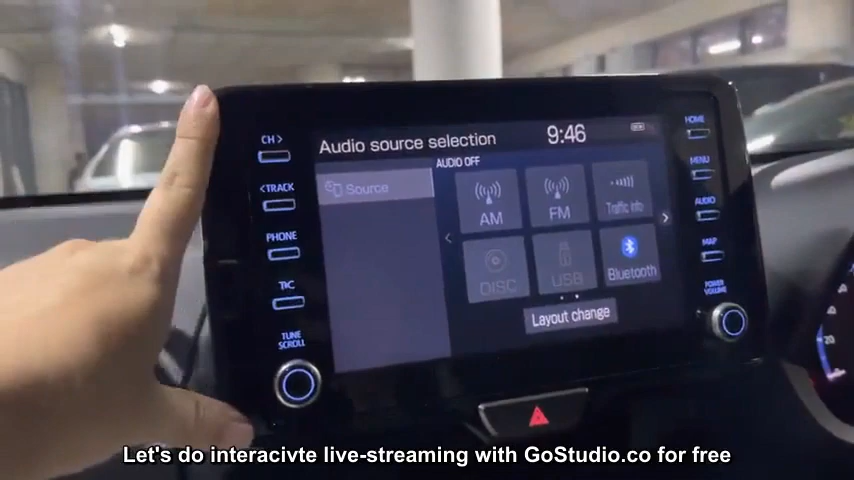 CH>
<TRACK
PHONE
T/C
TUNE
SCROLL
Audio source selection
9:46
AUDIO OFF
Source
AM
FM
Traffic info
DISC
USB
Bluetooth
Layout change
HOME
MENU
AUDIO
MAP
POWER
VOLUME
20
Let's do interacivte live-streaming with GoStudio.co for free